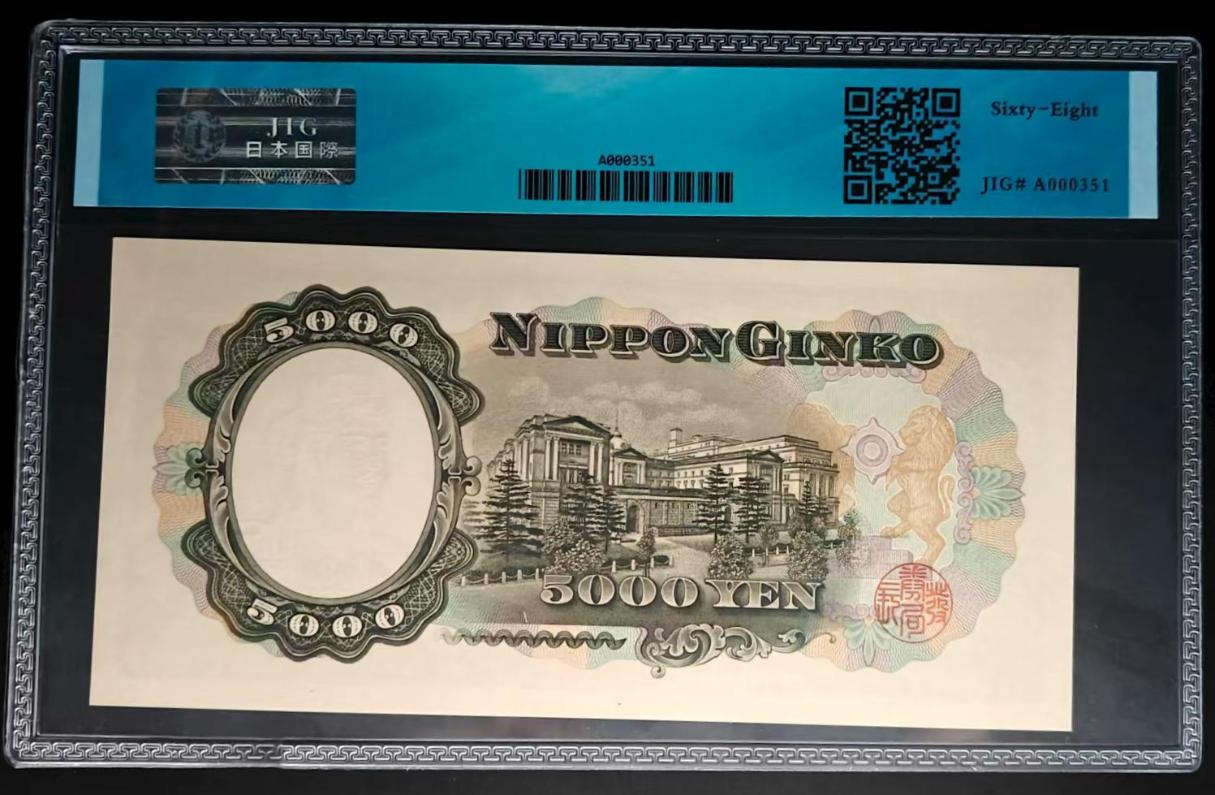 JIG
日本国際
A000351
Sixty-Eight
JIG# A000351
5000
NIPPON GINKO
5000 YEN
5000